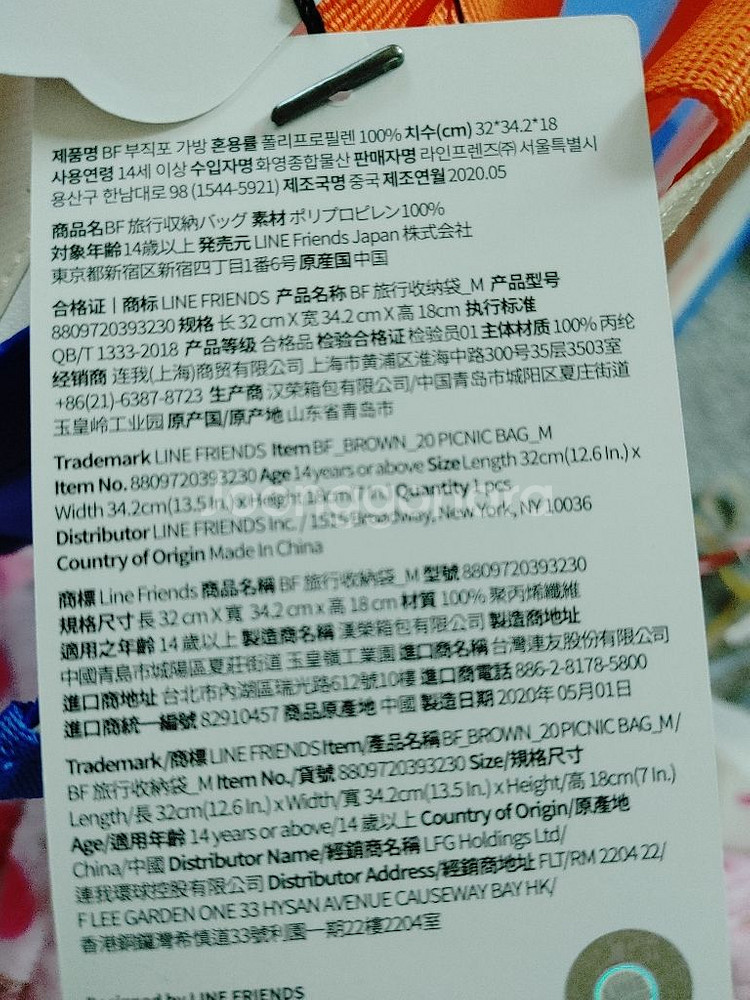 제품명 BF 부직포 가방 혼용률 폴리프로필렌 100% 치수(cm) 32*34.2*18
사용연령 14세 이상 수입자명 화영종합물산 판매자명 라인프렌즈㈜ 서울특별시
용산구 한남대로 98 (1544-5921) 제조국명 중국 제조연월 2020.05
商品名BF 旅行収納バッグ 素材 ポリプロピレン100%
対象年齢14歳以上 発売元 LINE Friends Japan 株式会社
東京都新宿区新宿四丁目1番6号 原産国 中国
合格证 | 商标 LINE FRIENDS 产品名称 BF 旅行收纳袋_M 产品型号
8809720393230 规格 长 32 cm X 宽 34.2 cm X 高 18cm 执行标准
QB/T 1333-2018 产品等级 合格品 检验合格证 检验员01 主体材质 100% 丙纶
经销商 连我(上海)商贸有限公司 上海市黄浦区淮海中路300号35层3503室
+86(21)-6387-8723 生产商 汉荣箱包有限公司/中国青岛市城阳区夏庄街道
玉皇岭工业园 原产国/原产地 山东省青岛市
Trademark LINE FRIENDS Item BF_BROWN_20 PICNIC BAG_M
Item No. 8809720393230 Age 14 years or above Size Length 32cm(12.6 In.) x
Width 34.2cm(13.5 In.) x Height 18cm(7 In.) Quantity 1 pcs
Distributor LINE FRIENDS Inc. / 1515 Broadway, New York, NY 10036
Country of Origin Made In China
商標 Line Friends 商品名稱 BF 旅行收納袋_M 型號 8809720393230
規格尺寸 長 32 cm X 寬 34.2 cm x 高 18 cm 材質 100% 聚丙烯纖維
適用之年齡 14 歲以上 製造商名稱 漢榮箱包有限公司 製造商地址
中國青島市城陽區夏莊街道 玉皇嶺工業園 進口商名稱 台灣連友股份有限公司
進口商地址 台北市內湖區瑞光路612號10樓 進口商電話 886-2-8178-5800
進口商統一編號 82910457 商品原產地 中國 製造日期 2020年 05月01日
Trademark/商標 LINE FRIENDS Item/產品名稱 BF_BROWN_20 PICNIC BAG_M/
BF 旅行收納袋_M Item No./貨號 8809720393230 Size/規格尺寸
Length/長 32cm(12.6 In.) x Width/寬 34.2cm(13.5 In.) x Height/高 18cm(7 In.)
Age/適用年齡 14 years or above/14 歲以上 Country of Origin/原產地
China/中國 Distributor Name/經銷商名稱 LFG Holdings Ltd/
連我環球控股有限公司 Distributor Address/經銷商地址 FLT/RM 2204 22/
F LEE GARDEN ONE 33 HYSAN AVENUE CAUSEWAY BAY HK/
香港銅鑼灣希慎道33號利園一期22樓2204室
Designed by LINE FRIENDS